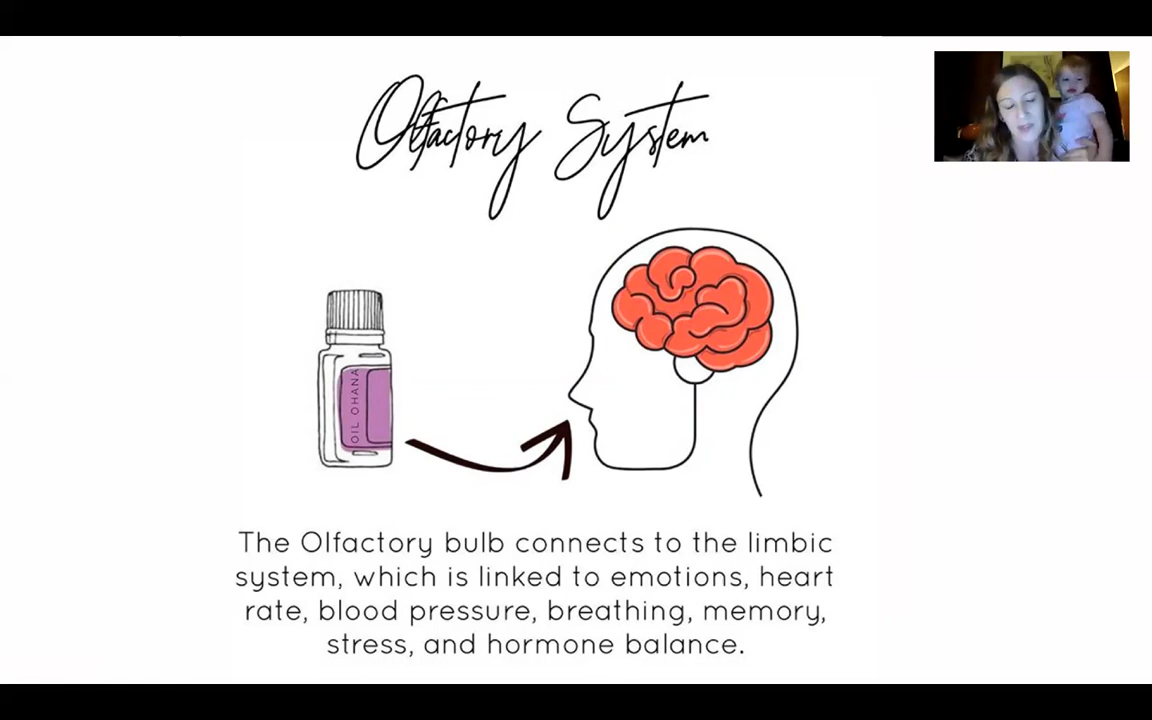 Olfactory System
OIL OHANA
The Olfactory bulb connects to the limbic
system, which is linked to emotions, heart
rate, blood pressure, breathing, memory,
stress, and hormone balance.